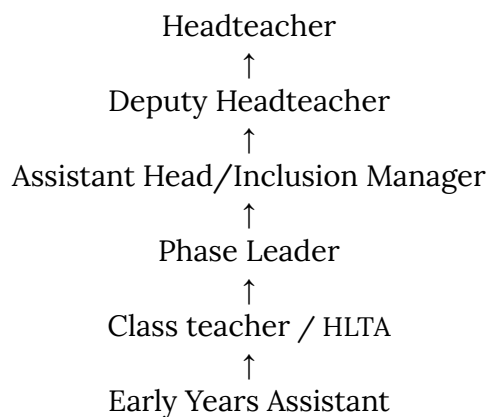 Headteacher
↑
Deputy Headteacher
↑
Assistant Head/Inclusion Manager
↑
Phase Leader
↑
Class teacher / HLTA
↑
Early Years Assistant